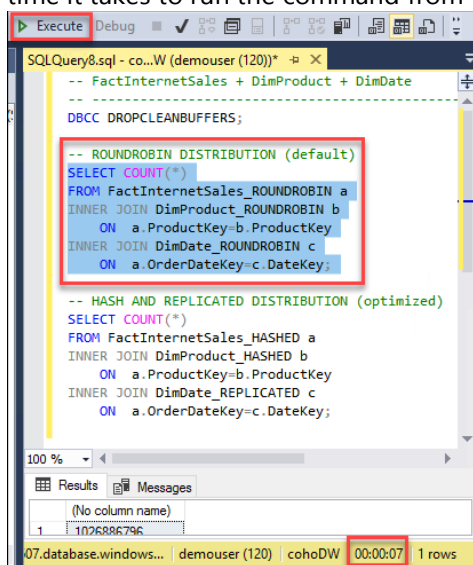 time it takes to run the command from
Execute Debug
SQLQuery8.sql - co...W (demouser (120))*
-- FactInternetSales + DimProduct + DimDate
-- ------------------------------------------------
DBCC DROPCLEANBUFFERS;
-- ROUNDROBIN DISTRIBUTION (default)
SELECT COUNT(*)
FROM FactInternetSales_ROUNDROBIN a
INNER JOIN DimProduct_ROUNDROBIN b
ON a.ProductKey=b.ProductKey
INNER JOIN DimDate_ROUNDROBIN c
ON a.OrderDateKey=c.DateKey;
-- HASH AND REPLICATED DISTRIBUTION (optimized)
SELECT COUNT(*)
FROM FactInternetSales_HASHED a
INNER JOIN DimProduct_HASHED b
ON a.ProductKey=b.ProductKey
INNER JOIN DimDate_REPLICATED c
ON a.OrderDateKey=c.DateKey;
100 %
Results Messages
(No column name)
1 1026886796
07.database.windows... demouser (120) cohoDW 00:00:07 1 rows